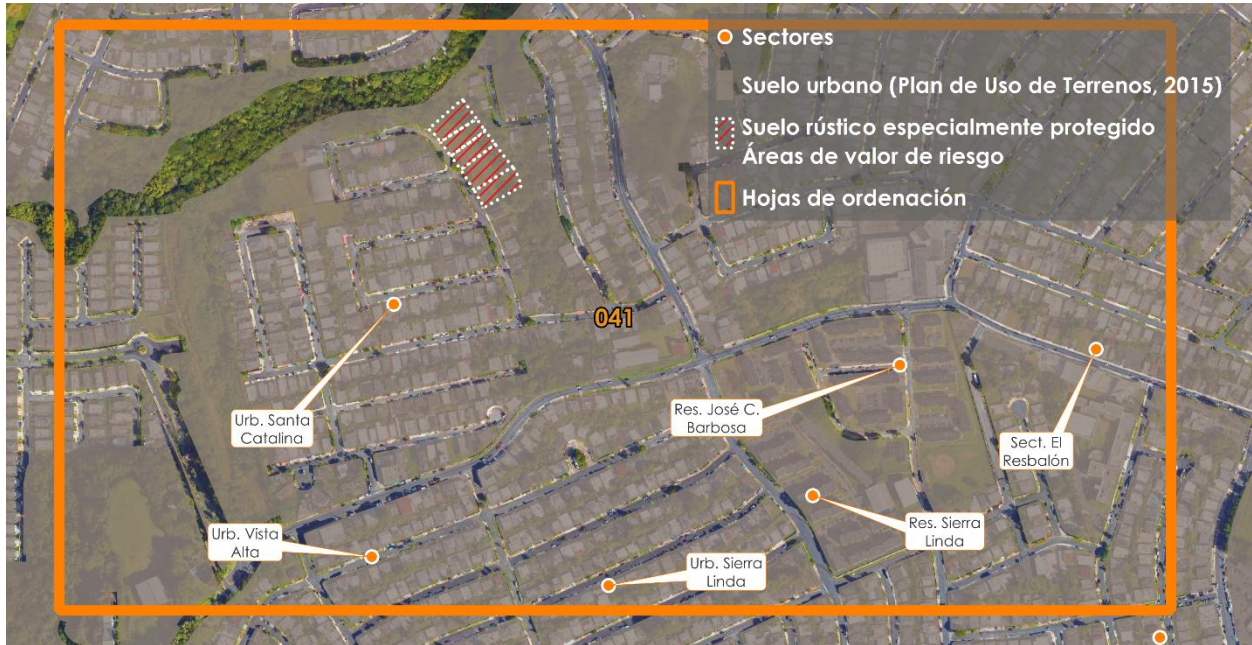 Sectores
Suelo urbano (Plan de Uso de Terrenos, 2015)
Suelo rústico especialmente protegido
Áreas de valor de riesgo
Hojas de ordenación
041
Urb. Santa
Catalina
Res. José C.
Barbosa
Sect. El
Resbalón
Urb. Vista
Alta
Res. Sierra
Linda
Urb. Sierra
Linda